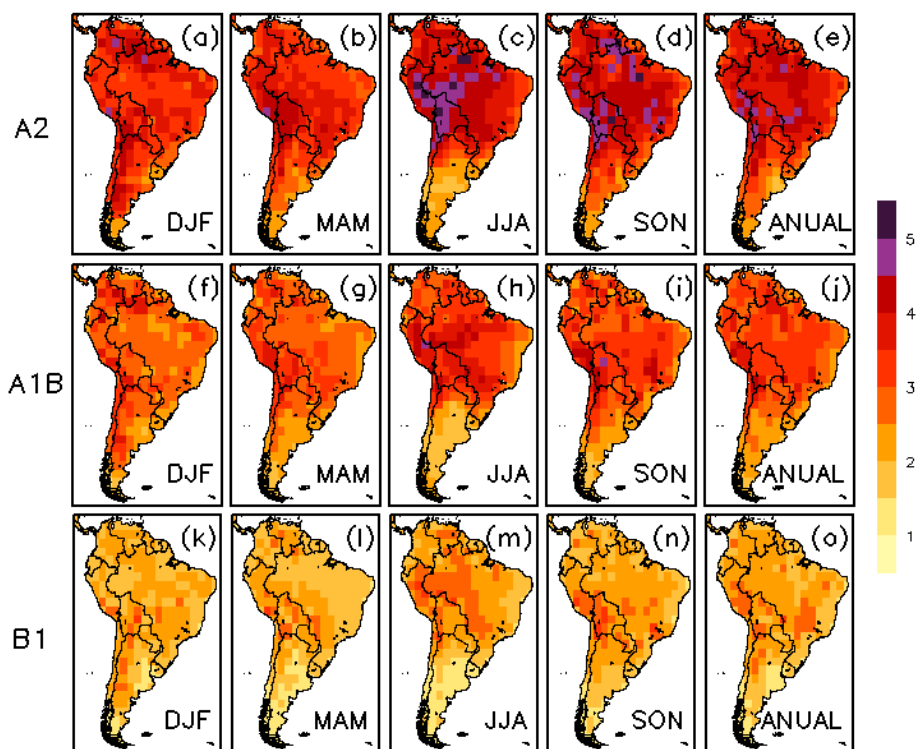 (a) (b) (c) (d) (e)
A2
DJF MAM JJA SON ANUAL
(f) (g) (h) (i) (j)
A1B
DJF MAM JJA SON ANUAL
(k) (l) (m) (n) (o)
B1
DJF MAM JJA SON ANUAL
5
4
3
2
1